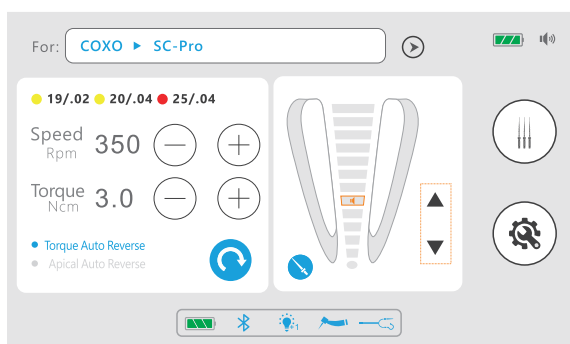 For: COXO ▶ SC-Pro
19/.02 20/.04 25/.04
Speed
Rpm
350
Torque
Ncm
3.0
Torque Auto Reverse
Apical Auto Reverse
1